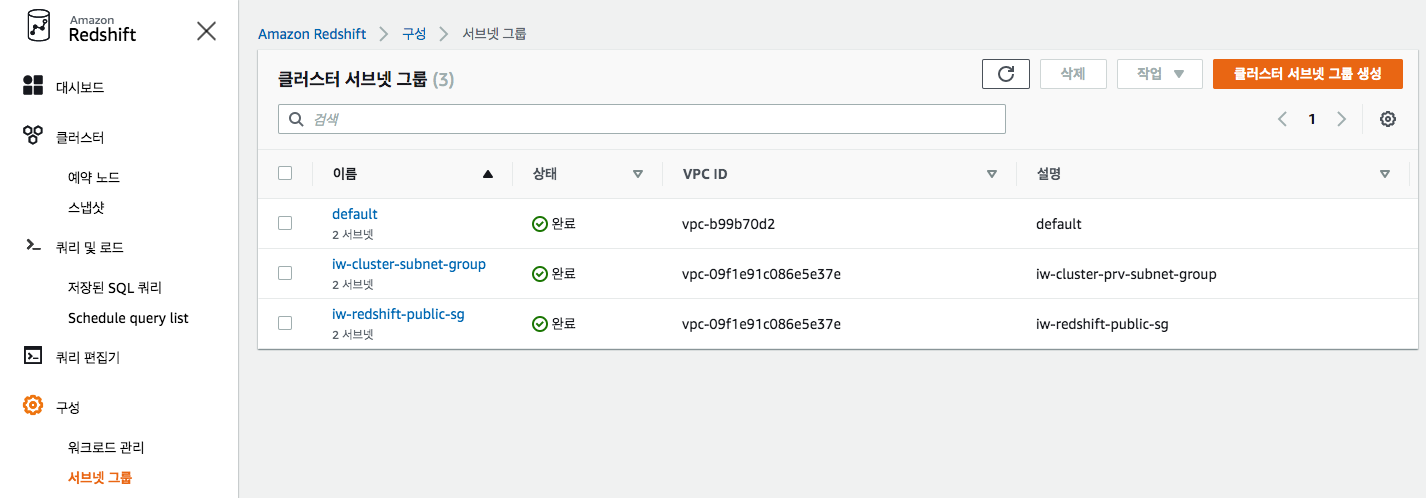 Amazon
Redshift
대시보드
클러스터
예약 노드
스냅샷
쿼리 및 로드
저장된 SQL 쿼리
Schedule query list
쿼리 편집기
구성
워크로드 관리
서브넷 그룹
Amazon Redshift > 구성 > 서브넷 그룹
클러스터 서브넷 그룹 (3)
삭제
작업
클러스터 서브넷 그룹 생성
검색
1
이름 상태 VPC ID 설명
default 완료 vpc-b99b70d2 default
2 서브넷
iw-cluster-subnet-group 완료 vpc-09f1e91c086e5e37e iw-cluster-prv-subnet-group
2 서브넷
iw-redshift-public-sg 완료 vpc-09f1e91c086e5e37e iw-redshift-public-sg
2 서브넷